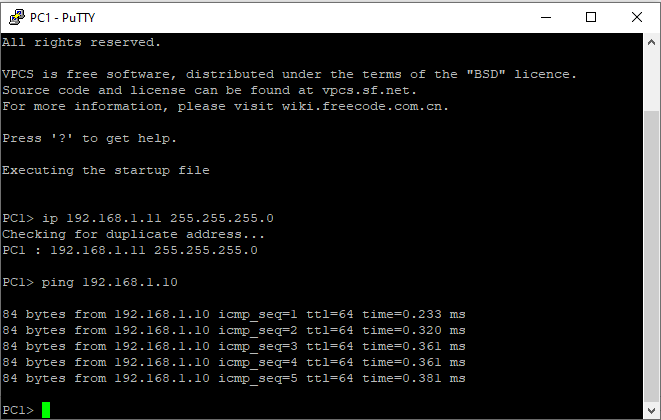 PC1 - PuTTY
All rights reserved.
VPCS is free software, distributed under the terms of the "BSD" licence.
Source code and license can be found at vpcs.sf.net.
For more information, please visit wiki.freecode.com.cn.
Press '?' to get help.
Executing the startup file
PC1> ip 192.168.1.11 255.255.255.0
Checking for duplicate address...
PC1 : 192.168.1.11 255.255.255.0
PC1> ping 192.168.1.10
84 bytes from 192.168.1.10 icmp_seq=1 ttl=64 time=0.233 ms
84 bytes from 192.168.1.10 icmp_seq=2 ttl=64 time=0.320 ms
84 bytes from 192.168.1.10 icmp_seq=3 ttl=64 time=0.361 ms
84 bytes from 192.168.1.10 icmp_seq=4 ttl=64 time=0.361 ms
84 bytes from 192.168.1.10 icmp_seq=5 ttl=64 time=0.381 ms
PC1>